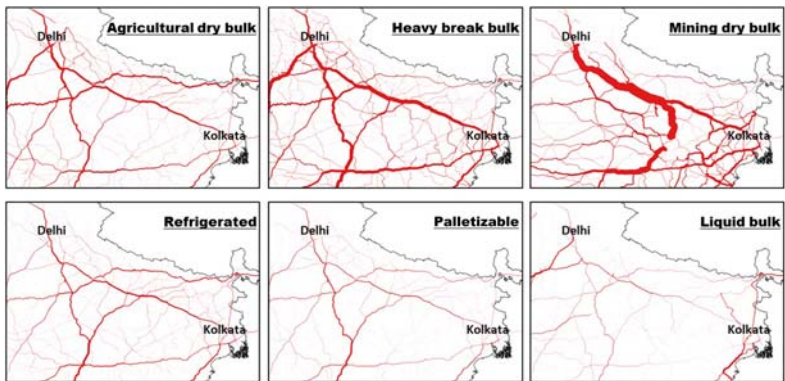 Agricultural dry bulk
Delhi
Kolkata
Heavy break bulk
Delhi
Kolkata
Mining dry bulk
Delhi
Kolkata
Refrigerated
Delhi
Kolkata
Palletizable
Delhi
Kolkata
Liquid bulk
Delhi
Kolkata